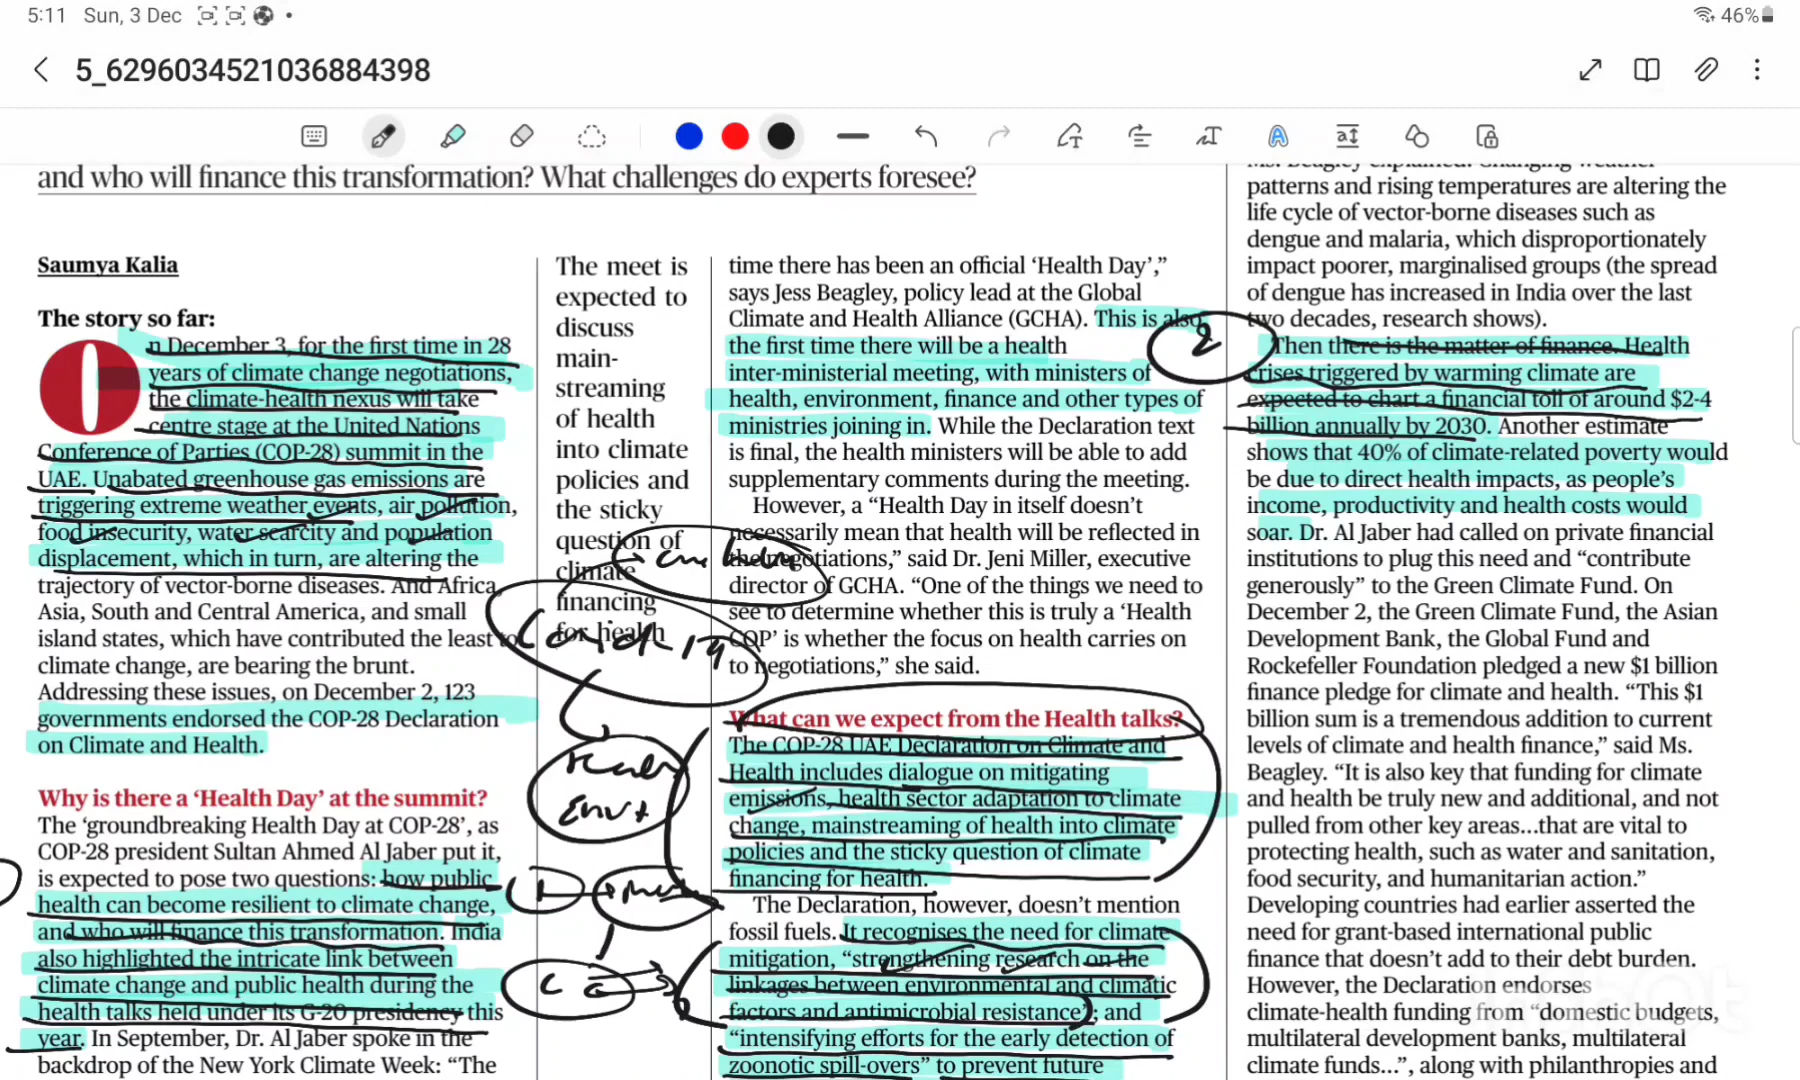 5:11 Sun, 3 Dec
46%
5_6296034521036884398
and who will finance this transformation? What challenges do experts foresee?
Saumya Kalia
The story so far:
On December 3, for the first time in 28
years of climate change negotiations,
the climate-health nexus will take
centre stage at the United Nations
Conference of Parties (COP-28) summit in the
UAE. Unabated greenhouse gas emissions are
triggering extreme weather events, air pollution,
food insecurity, water scarcity and population
displacement, which in turn, are altering the
trajectory of vector-borne diseases. And Africa,
Asia, South and Central America, and small
island states, which have contributed the least to
climate change, are bearing the brunt.
Addressing these issues, on December 2, 123
governments endorsed the COP-28 Declaration
on Climate and Health.
Why is there a ‘Health Day’ at the summit?
The ‘groundbreaking Health Day at COP-28’, as
COP-28 president Sultan Ahmed Al Jaber put it,
is expected to pose two questions: how public
health can become resilient to climate change,
and who will finance this transformation. India
also highlighted the intricate link between
climate change and public health during the
health talks held under its G-20 presidency this
year. In September, Dr. Al Jaber spoke in the
backdrop of the New York Climate Week: “The
The meet is
expected to
discuss
main-
streaming
of health
into climate
policies and
the sticky
question of
climate
financing
for health
Covid-19
Health
Envt
time there has been an official ‘Health Day’,”
says Jess Beagley, policy lead at the Global
Climate and Health Alliance (GCHA). This is also
the first time there will be a health
inter-ministerial meeting, with ministers of
health, environment, finance and other types of
ministries joining in. While the Declaration text
is final, the health ministers will be able to add
supplementary comments during the meeting.
However, a “Health Day in itself doesn’t
necessarily mean that health will be reflected in
the negotiations,” said Dr. Jeni Miller, executive
director of GCHA. “One of the things we need to
see to determine whether this is truly a ‘Health
COP’ is whether the focus on health carries on
to negotiations,” she said.
What can we expect from the Health talks?
The COP-28 UAE Declaration on Climate and
Health includes dialogue on mitigating
emissions, health sector adaptation to climate
change, mainstreaming of health into climate
policies and the sticky question of climate
financing for health.
The Declaration, however, doesn’t mention
fossil fuels. It recognises the need for climate
mitigation, “strengthening research on the
linkages between environmental and climatic
factors and antimicrobial resistance”; and
“intensifying efforts for the early detection of
zoonotic spill-overs” to prevent future
2
Ms. Beagley explained. Changing weather
patterns and rising temperatures are altering the
life cycle of vector-borne diseases such as
dengue and malaria, which disproportionately
impact poorer, marginalised groups (the spread
of dengue has increased in India over the last
two decades, research shows).
Then there is the matter of finance. Health
crises triggered by warming climate are
expected to chart a financial toll of around $2-4
billion annually by 2030. Another estimate
shows that 40% of climate-related poverty would
be due to direct health impacts, as people’s
income, productivity and health costs would
soar. Dr. Al Jaber had called on private financial
institutions to plug this need and “contribute
generously” to the Green Climate Fund. On
December 2, the Green Climate Fund, the Asian
Development Bank, the Global Fund and
Rockefeller Foundation pledged a new $1 billion
finance pledge for climate and health. “This $1
billion sum is a tremendous addition to current
levels of climate and health finance,” said Ms.
Beagley. “It is also key that funding for climate
and health be truly new and additional, and not
pulled from other key areas...that are vital to
protecting health, such as water and sanitation,
food security, and humanitarian action.”
Developing countries had earlier asserted the
need for grant-based international public
finance that doesn’t add to their debt burden.
However, the Declaration endorses
climate-health funding from “domestic budgets,
multilateral development banks, multilateral
climate funds...”, along with philanthropies and